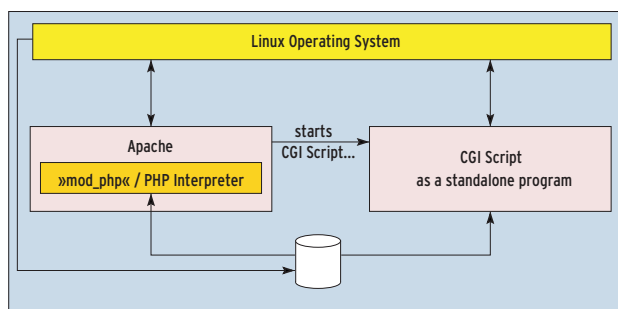 Linux Operating System
Apache
»mod_php« / PHP Interpreter
starts
CGI Script...
CGI Script
as a standalone program